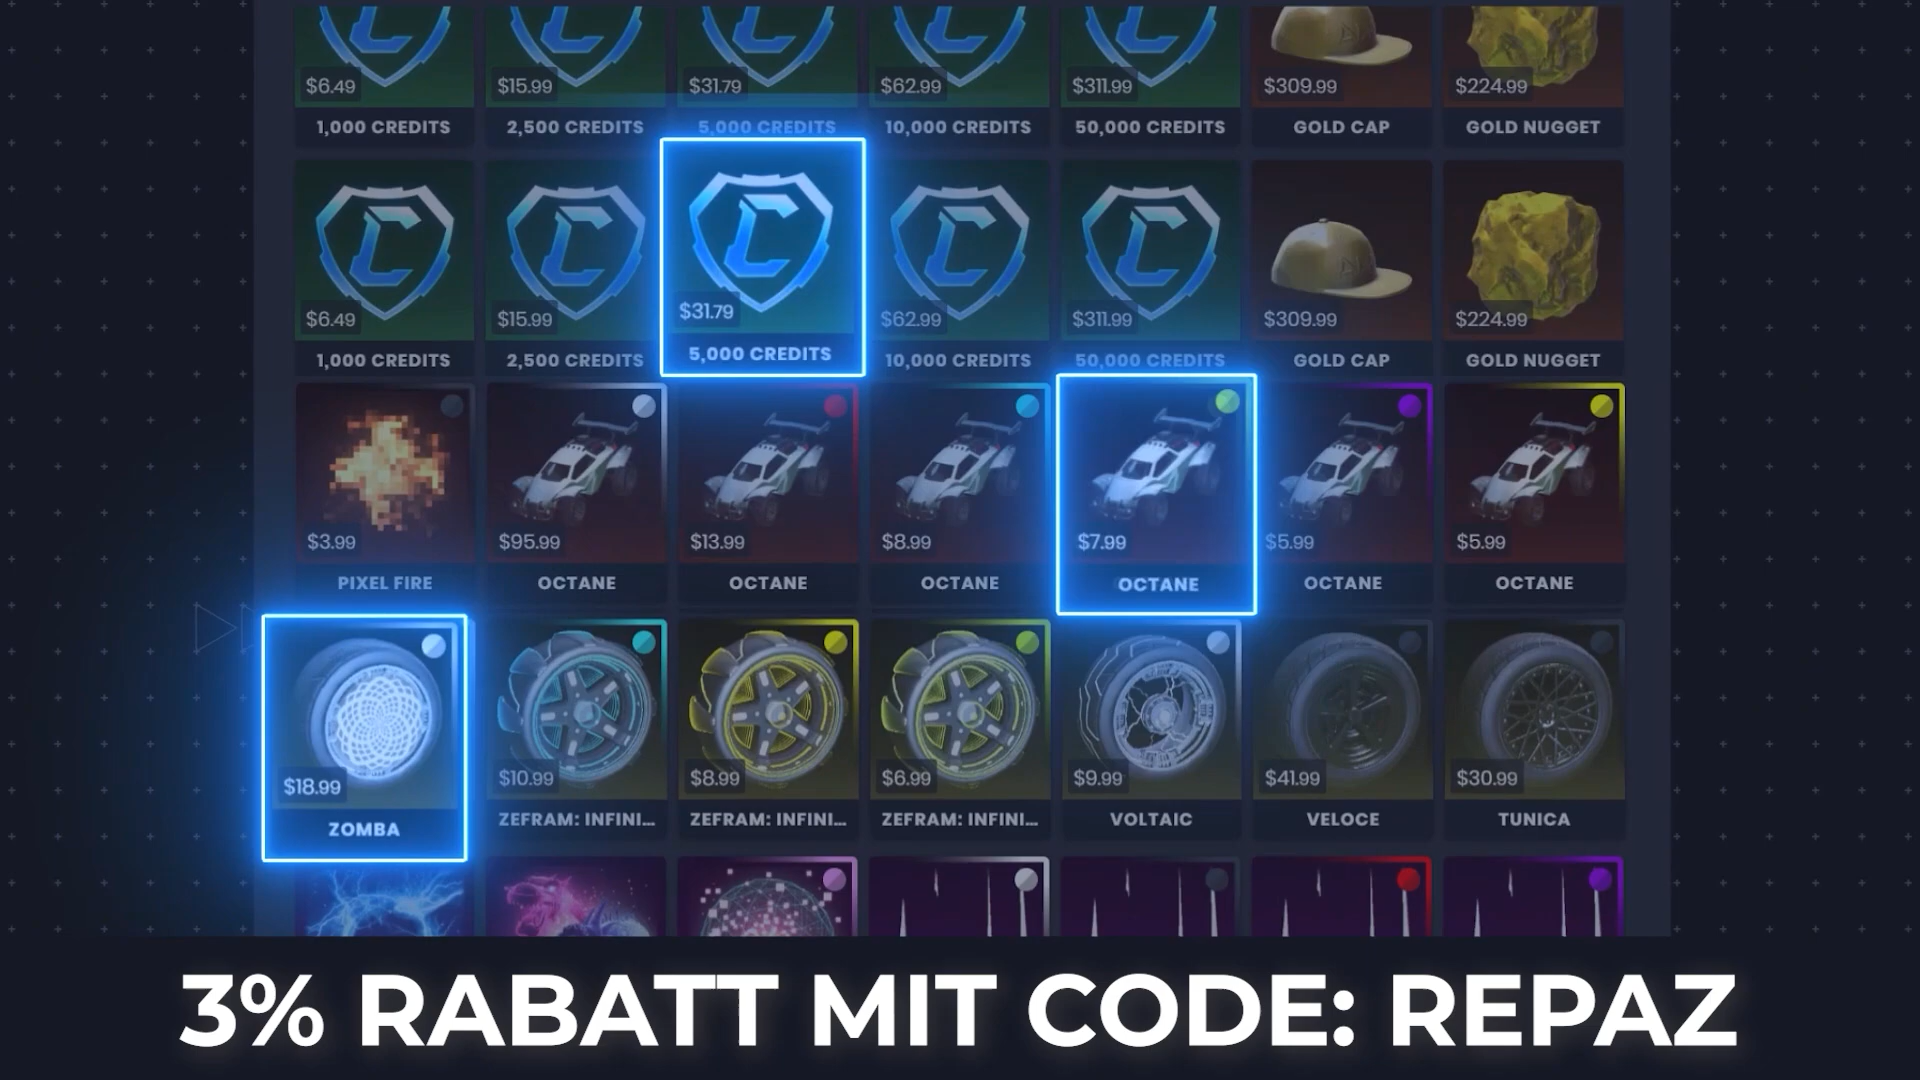 $6.49 $15.99 $31.79 $62.99 $311.99 $309.99 $224.99
1,000 CREDITS 2,500 CREDITS 5,000 CREDITS 10,000 CREDITS 50,000 CREDITS GOLD CAP GOLD NUGGET
$6.49 $15.99 $31.79 $62.99 $311.99 $309.99 $224.99
1,000 CREDITS 2,500 CREDITS 5,000 CREDITS 10,000 CREDITS 50,000 CREDITS GOLD CAP GOLD NUGGET
$3.99 $95.99 $13.99 $8.99 $7.99 $5.99 $5.99
PIXEL FIRE OCTANE OCTANE OCTANE OCTANE OCTANE OCTANE
$18.99 $10.99 $8.99 $6.99 $9.99 $41.99 $30.99
ZOMBA ZEFRAM: INFINI... ZEFRAM: INFINI... ZEFRAM: INFINI... VOLTAIC VELOCE TUNICA
3% RABATT MIT CODE: REPAZ